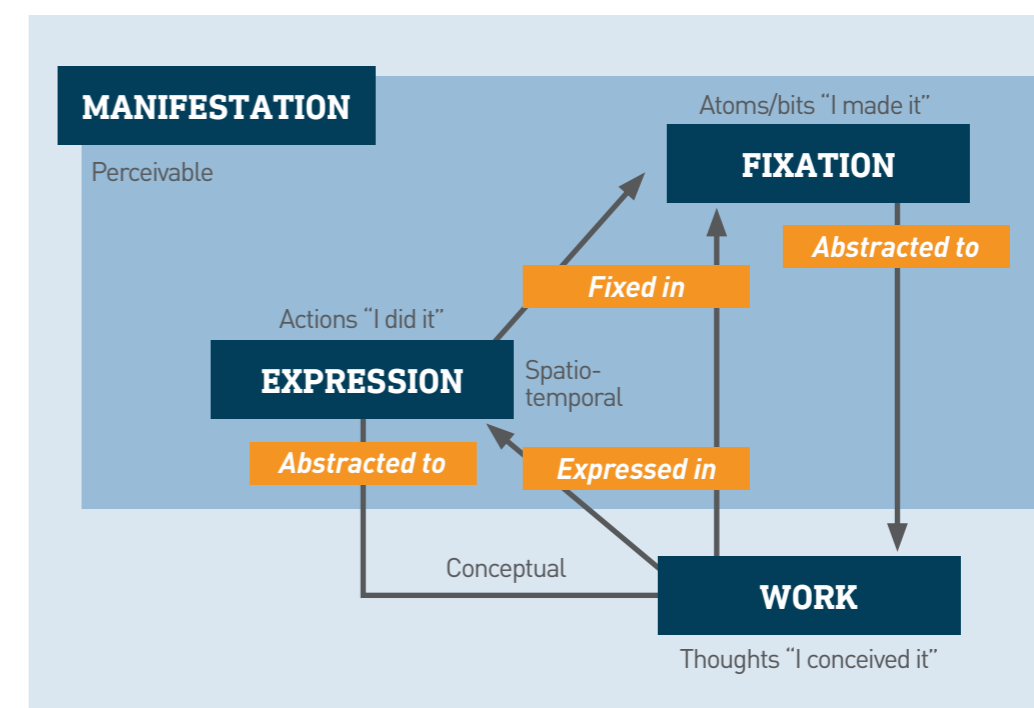 MANIFESTATION
Perceivable
Atoms/bits “I made it”
FIXATION
Abstracted to
Fixed in
Actions “I did it”
EXPRESSION
Spatio-
temporal
Abstracted to
Expressed in
Conceptual
WORK
Thoughts “I conceived it”